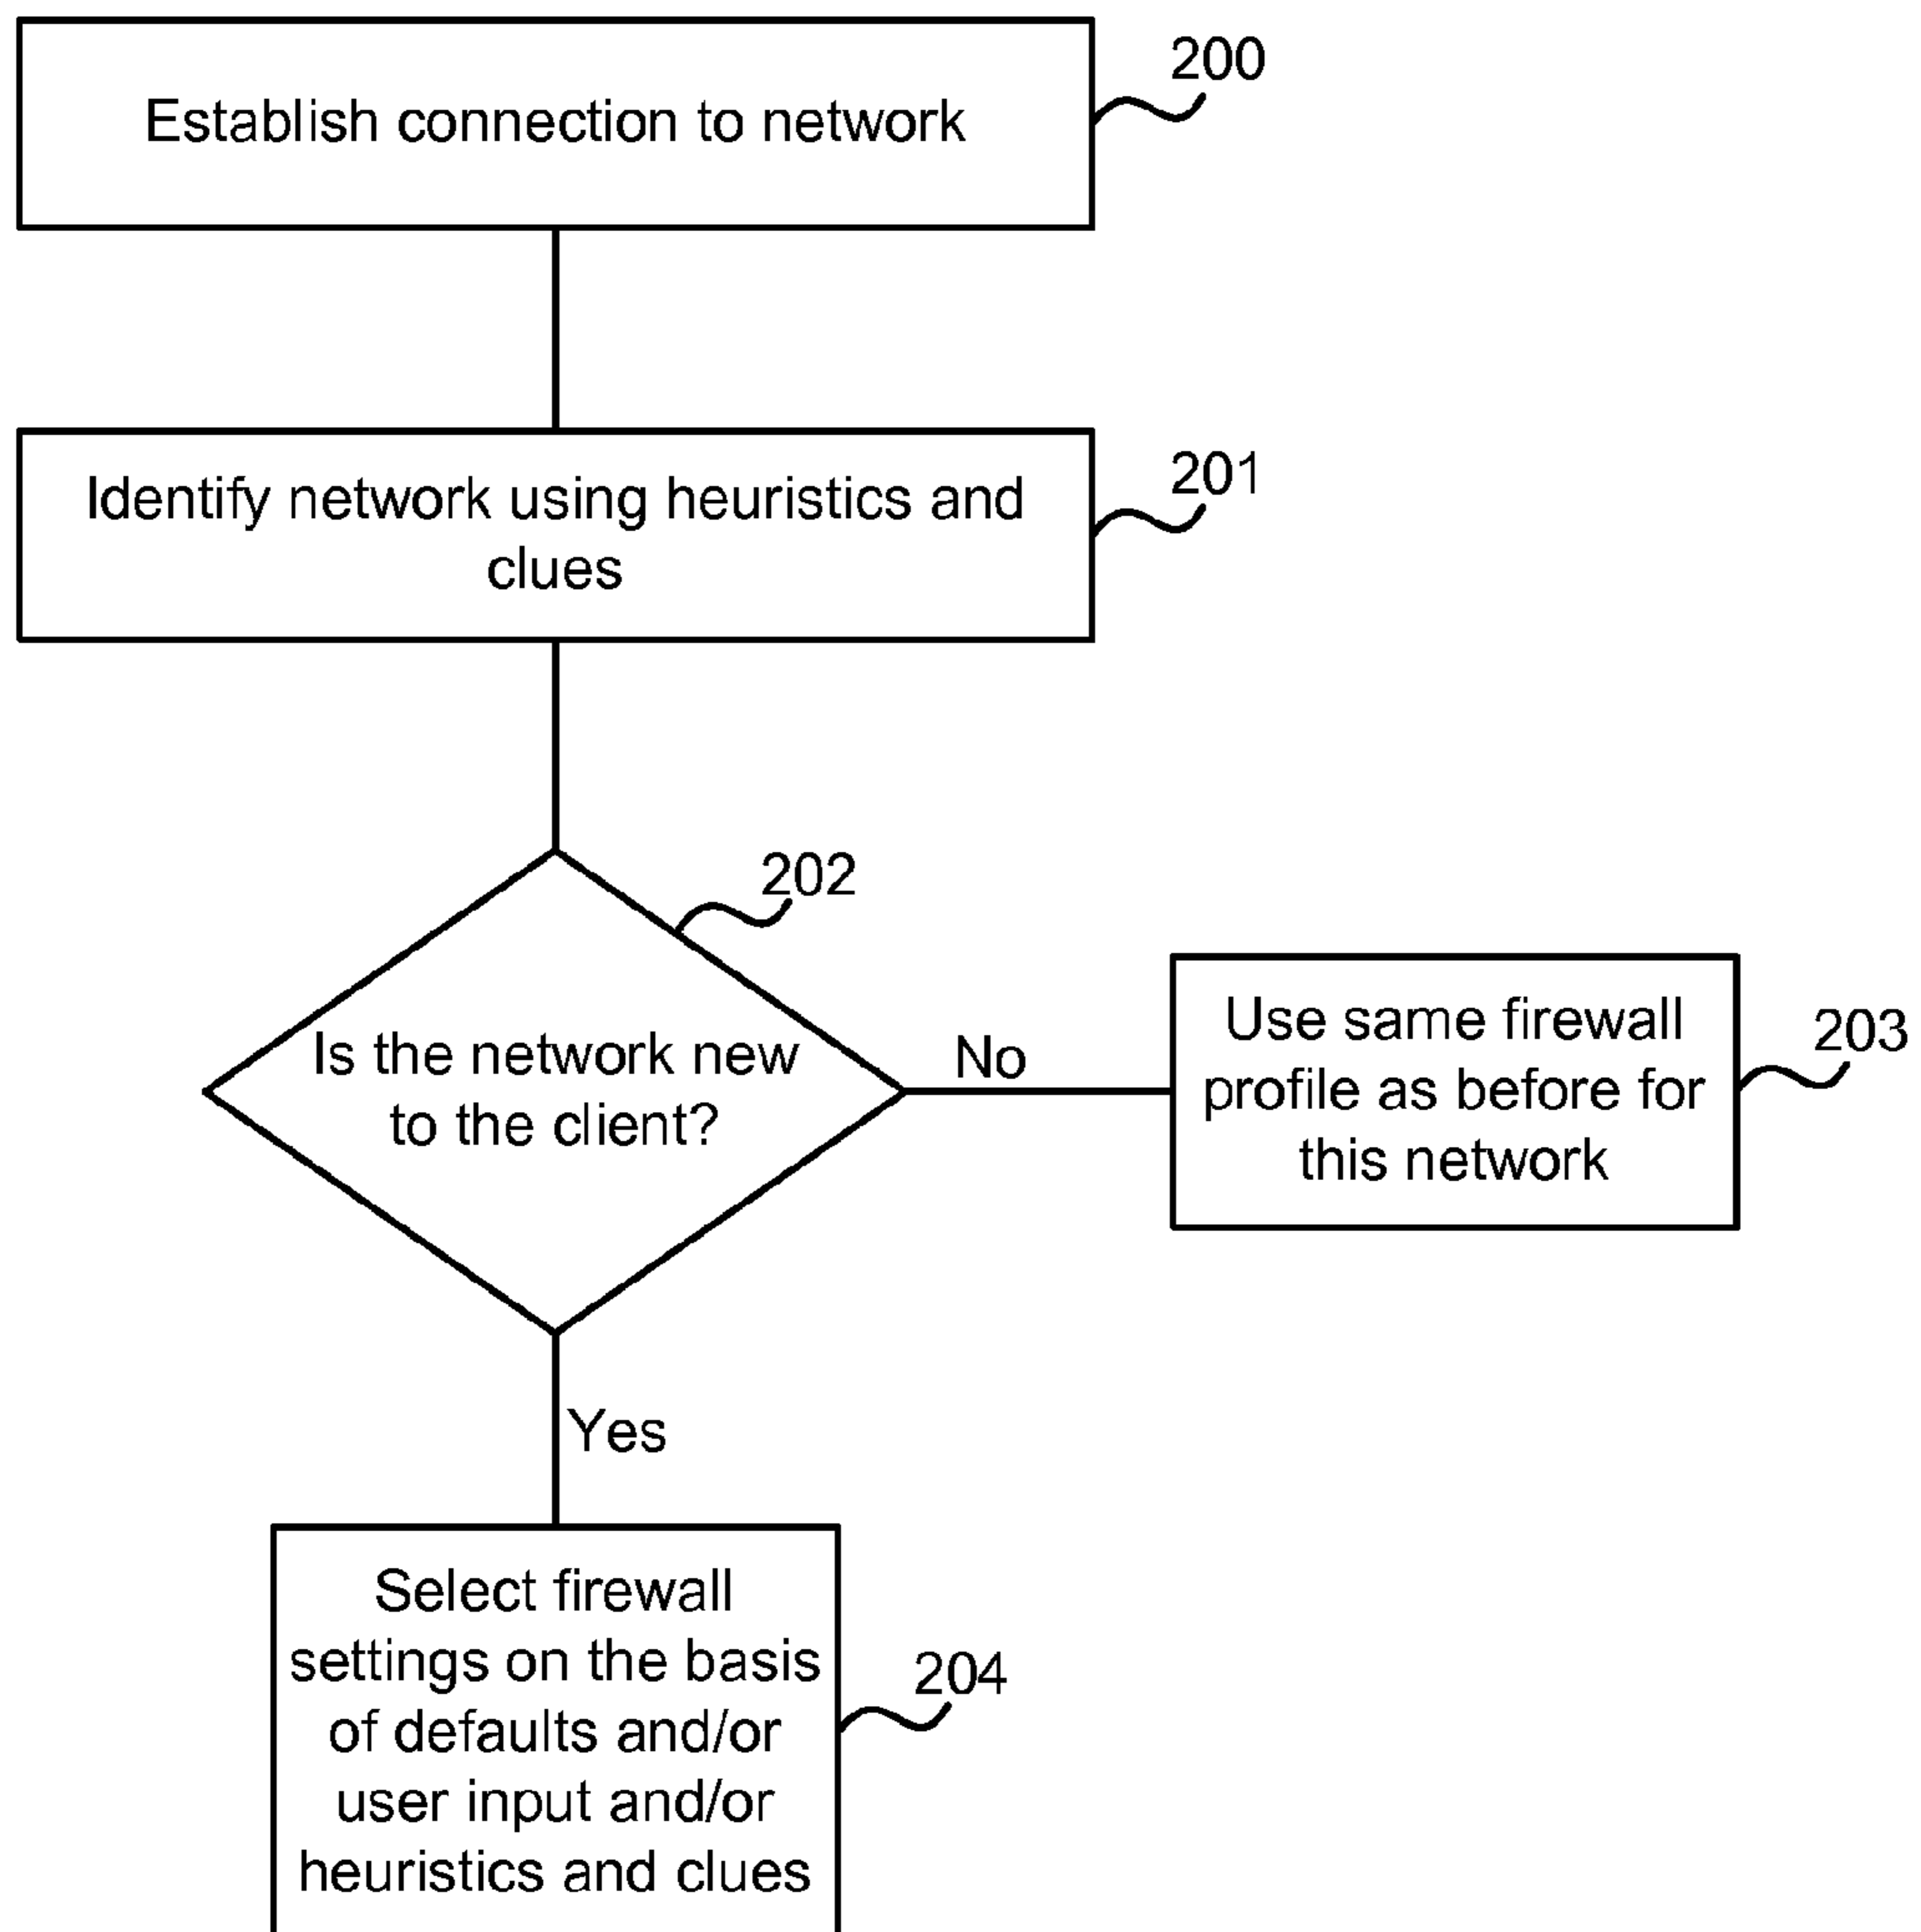 Establish connection to network
200
Identify network using heuristics and
clues
201
202
Is the network new
to the client?
No
Use same firewall
profile as before for
this network
203
Yes
Select firewall
settings on the basis
of defaults and/or
user input and/or
heuristics and clues
204